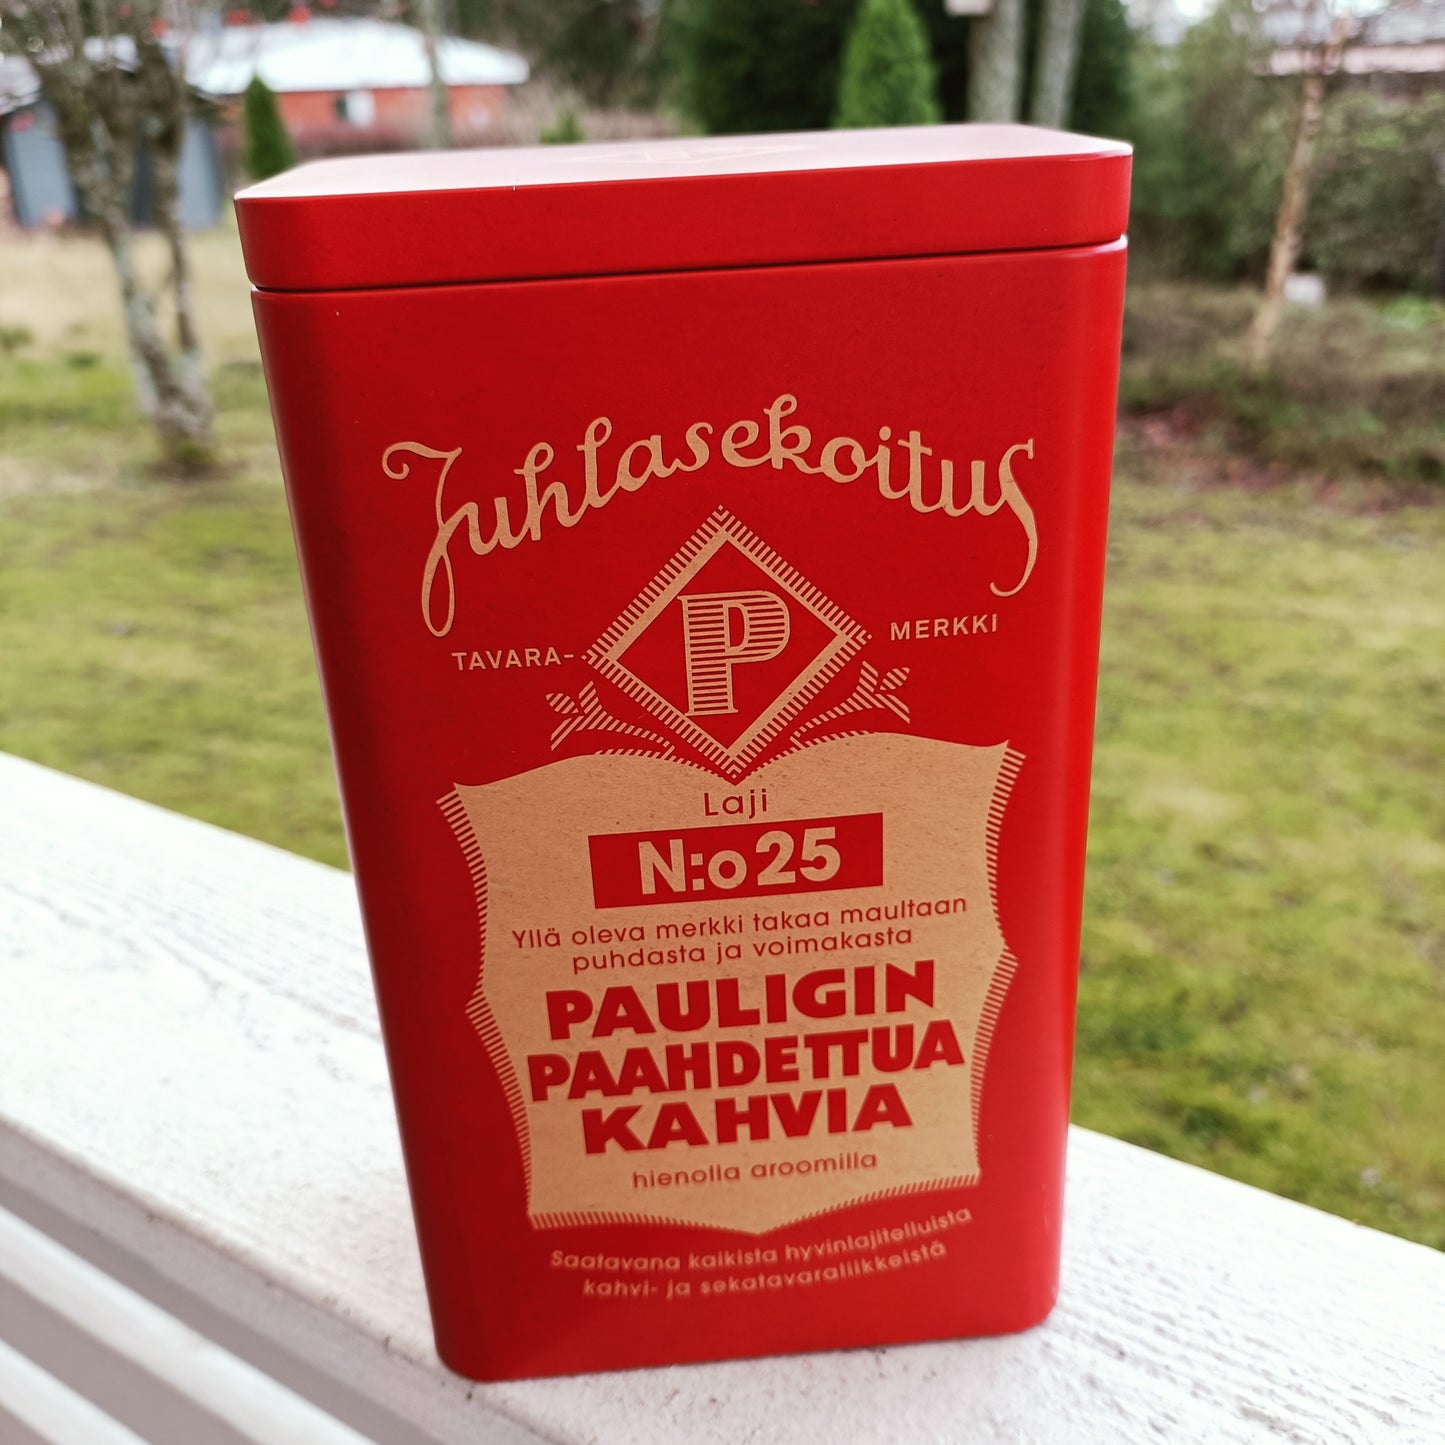 Juhlasekoitus
P
TAVARA- MERKKI
Laji
N:o 25
Yllä oleva merkki takaa maultaan
puhdasta ja voimakasta
PAULIGIN
PAAHDETTUA
KAHVIA
hienolla aroomilla
Saatavana kaikista hyvinlajitelluista
kahvi- ja sekatavaraliikkeistä